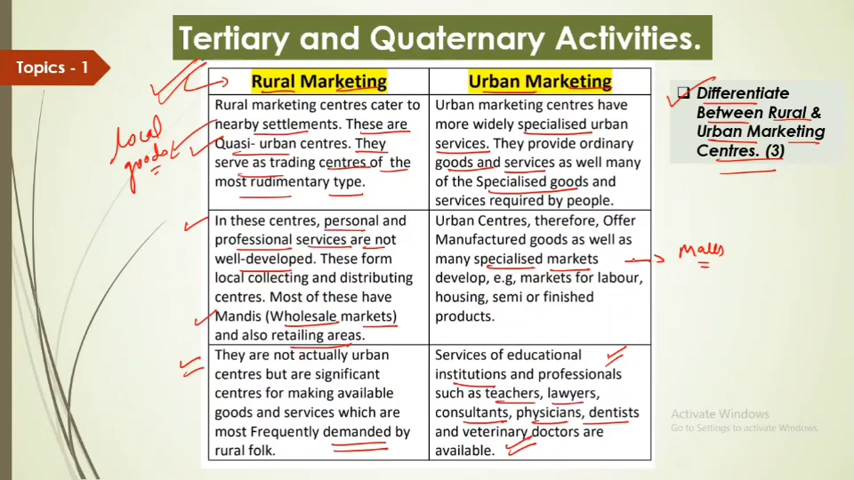 Tertiary and Quaternary Activities.
Topics - 1
Rural Marketing
Rural marketing centres cater to
nearby settlements. These are
Quasi- urban centres. They
serve as trading centres of the
most rudimentary type.
In these centres, personal and
professional services are not
well-developed. These form
local collecting and distributing
centres. Most of these have
Mandis (Wholesale markets)
and also retailing areas.
They are not actually urban
centres but are significant
centres for making available
goods and services which are
most Frequently demanded by
rural folk.
Urban Marketing
Urban marketing centres have
more widely specialised urban
services. They provide ordinary
goods and services as well many
of the Specialised goods and
services required by people.
Urban Centres, therefore, Offer
Manufactured goods as well as
many specialised markets
develop, e.g, markets for labour,
housing, semi or finished
products.
Services of educational
institutions and professionals
such as teachers, lawyers,
consultants, physicians, dentists
and veterinary doctors are
available.
Differentiate
Between Rural &
Urban Marketing
Centres. (3)
local
goods
Activate Windows
Go to Settings to activate Windows.